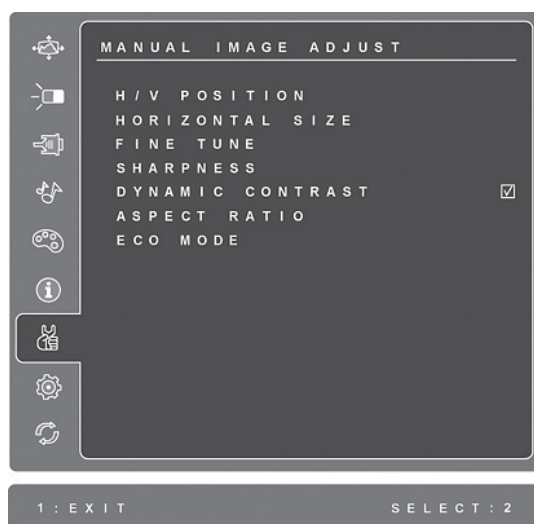 MANUAL IMAGE ADJUST
H/V POSITION
HORIZONTAL SIZE
FINE TUNE
SHARPNESS
DYNAMIC CONTRAST
ASPECT RATIO
ECO MODE
1:EXIT SELECT:2